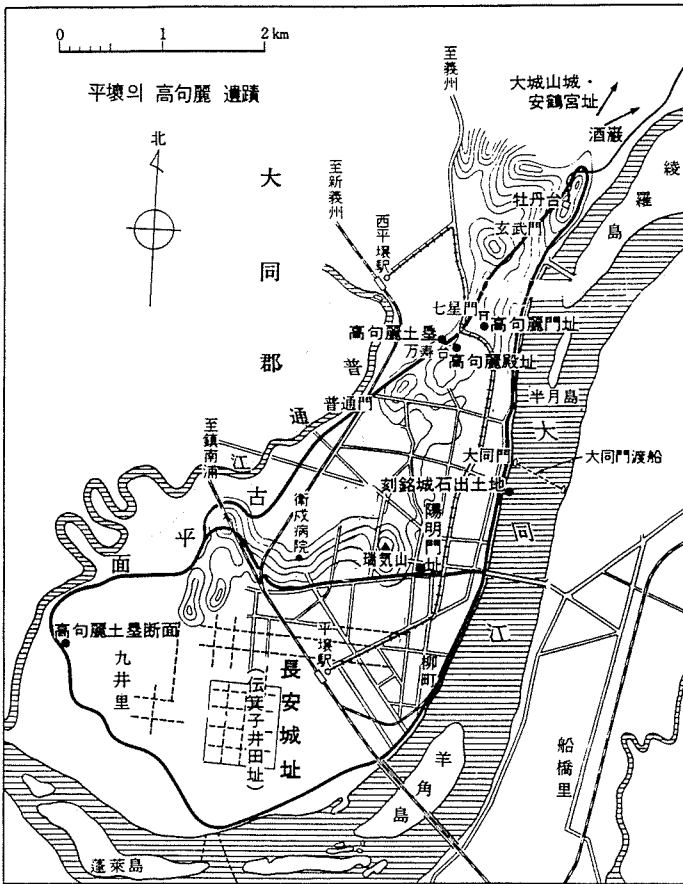 0 1 2 km
平壌의 高句麗 遺蹟
北
至義州
大城山城・
安鶴宮址
酒巖
綾羅島
牡丹台
玄武門
大同郡
至新義州
西平壌駅
七星門
高句麗門址
高句麗土塁
万寿台
高句麗殿址
普通江
普通門
半月島
至鎮南浦
大同門
大同門渡船
刻銘城石出土地
大同江
古平面
衛戍病院
陽明門址
瑞気山
高句麗土塁断面
九井里
平壌駅
長安城址
(伝箕子井田址)
柳町
羊角島
船橋里
蓬萊島